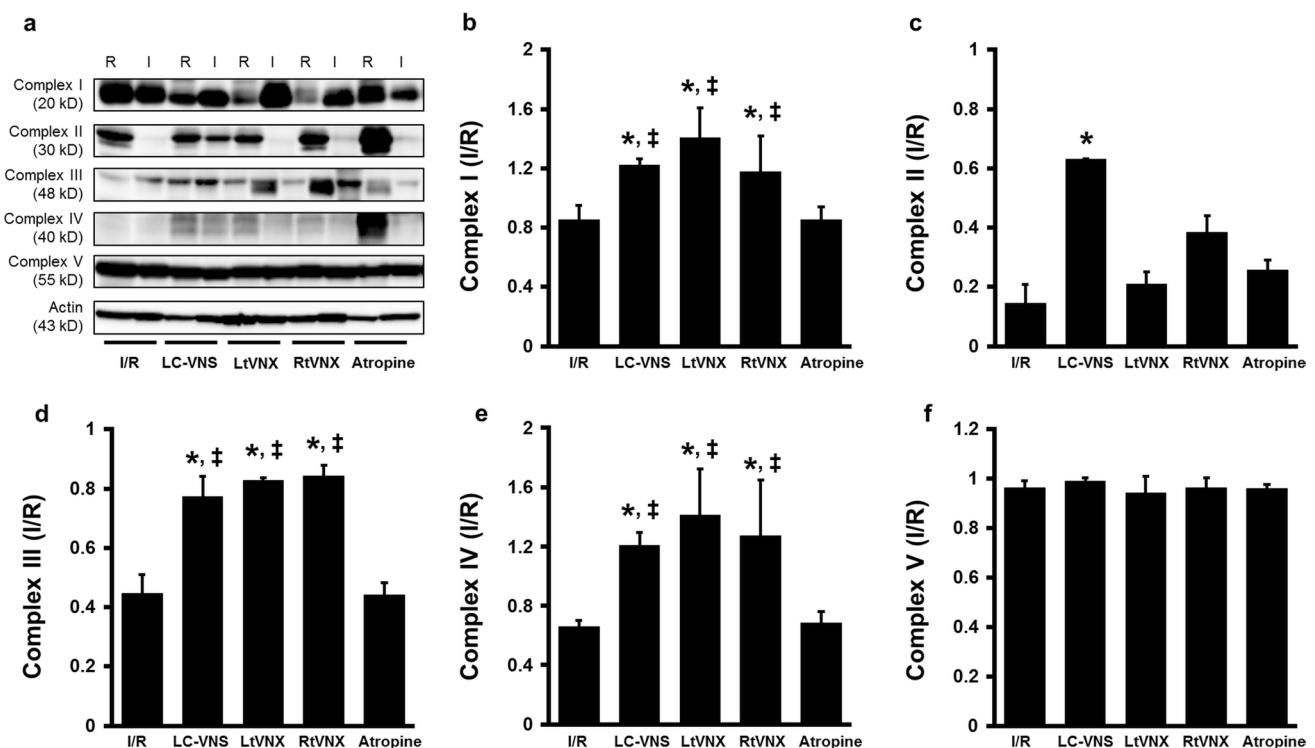 a
R I R I R I R I R I
Complex I
(20 kD)
Complex II
(30 kD)
Complex III
(48 kD)
Complex IV
(40 kD)
Complex V
(55 kD)
Actin
(43 kD)
I/R LC-VNS LtVNX RtVNX Atropine
b
Complex I (I/R)
2
1.6
1.2
0.8
0.4
0
*, ‡
*, ‡
*, ‡
I/R LC-VNS LtVNX RtVNX Atropine
c
Complex II (I/R)
1
0.8
0.6
0.4
0.2
0
*
I/R LC-VNS LtVNX RtVNX Atropine
d
Complex III (I/R)
1
0.8
0.6
0.4
0.2
0
*, ‡
*, ‡
*, ‡
I/R LC-VNS LtVNX RtVNX Atropine
e
Complex IV (I/R)
2
1.6
1.2
0.8
0.4
0
*, ‡
*, ‡
*, ‡
I/R LC-VNS LtVNX RtVNX Atropine
f
Complex V (I/R)
1.2
1
0.8
0.6
0.4
0.2
0
I/R LC-VNS LtVNX RtVNX Atropine